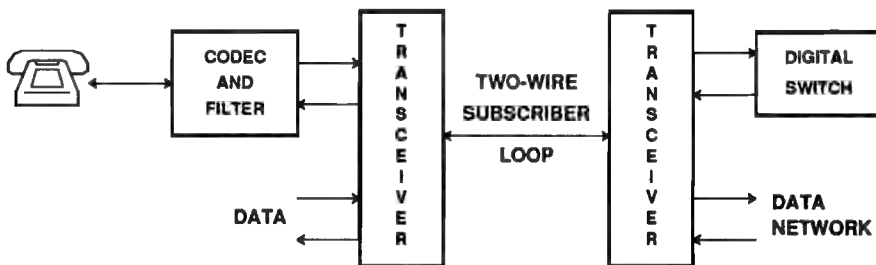 CODEC
AND
FILTER
DATA
TRANSCEIVER
TWO-WIRE
SUBSCRIBER
LOOP
TRANSCEIVER
DIGITAL
SWITCH
DATA
NETWORK